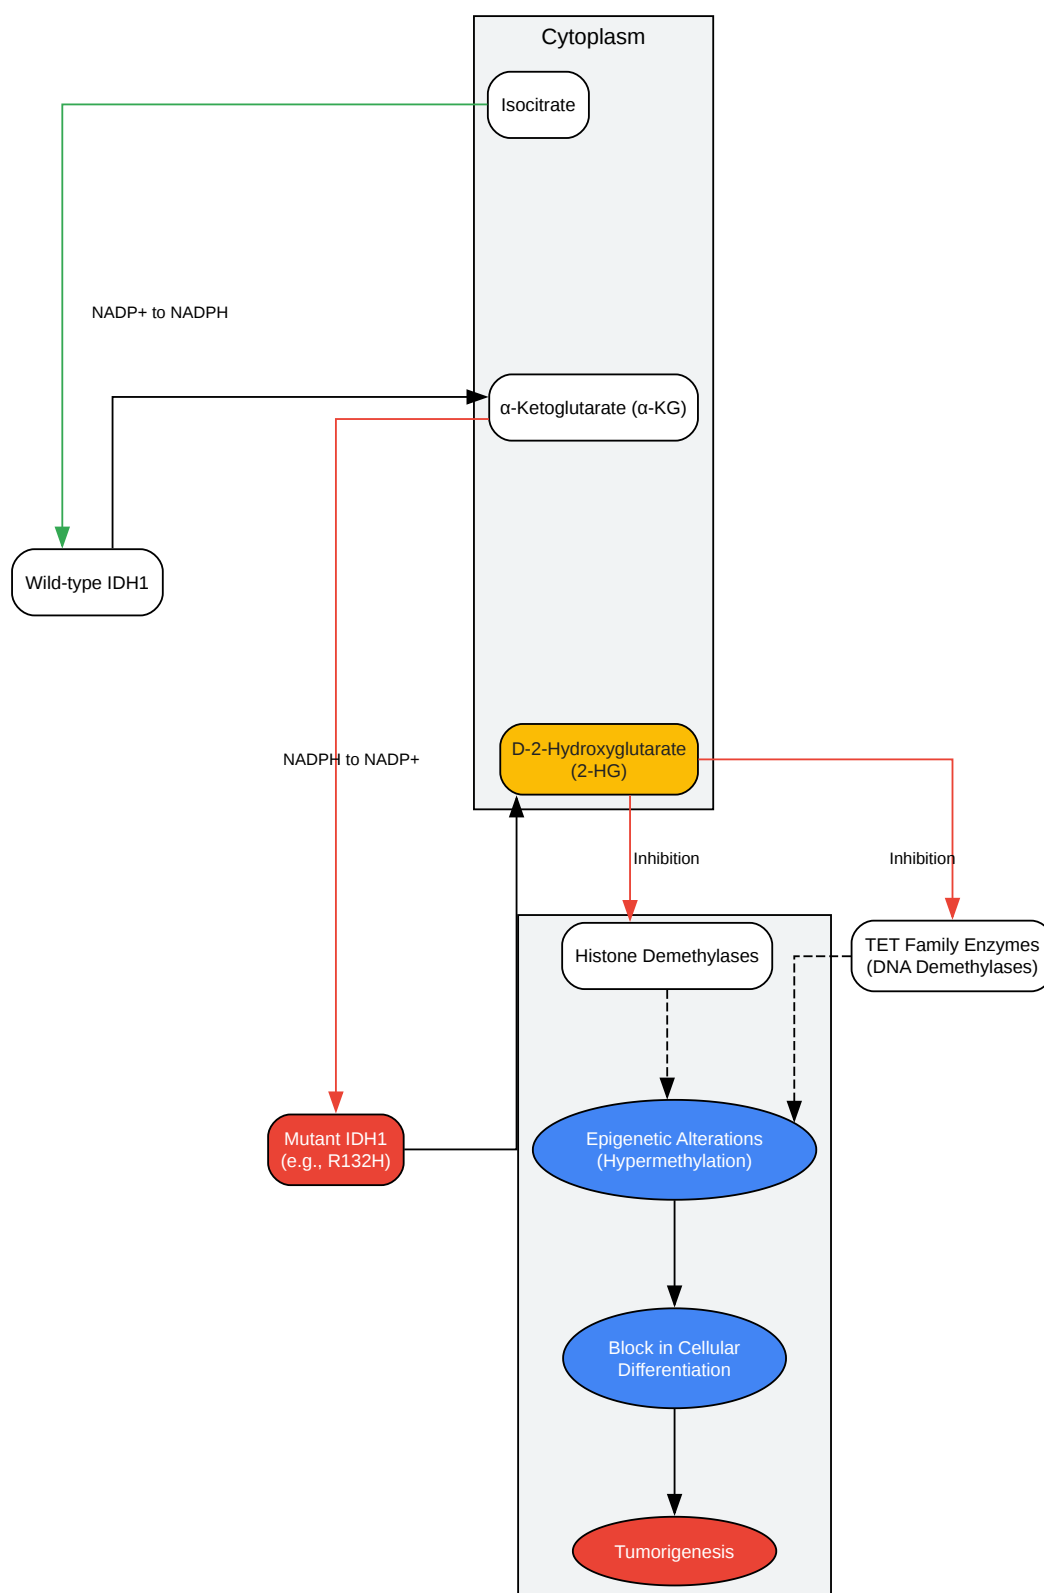 Cytoplasm
Isocitrate
NADP+ to NADPH
α-Ketoglutarate (α-KG)
Wild-type IDH1
D-2-Hydroxyglutarate
(2-HG)
NADPH to NADP+
Inhibition
Inhibition
Histone Demethylases
TET Family Enzymes
(DNA Demethylases)
Mutant IDH1
(e.g., R132H)
Epigenetic Alterations
(Hypermethylation)
Block in Cellular
Differentiation
Tumorigenesis